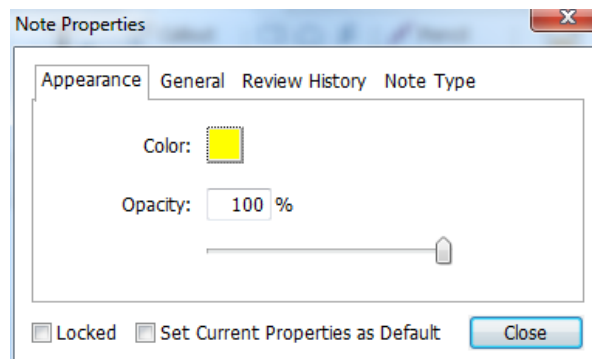 Note Properties
Appearance General Review History Note Type
Color:
Opacity: 100 %
Locked Set Current Properties as Default Close